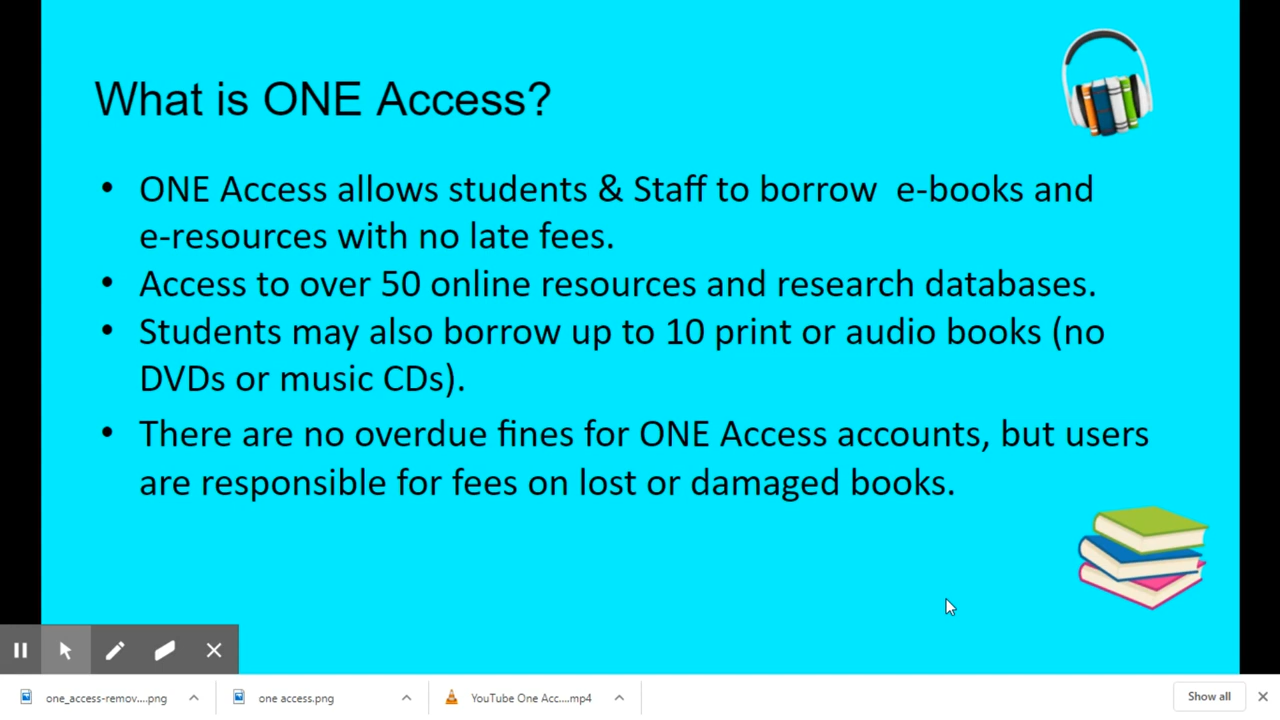 What is ONE Access?
• ONE Access allows students & Staff to borrow  e-books and
e-resources with no late fees.
• Access to over 50 online resources and research databases.
• Students may also borrow up to 10 print or audio books (no
DVDs or music CDs).
• There are no overdue fines for ONE Access accounts, but users
are responsible for fees on lost or damaged books.
one_access-remov....png
one access.png
YouTube One Acc....mp4
Show all